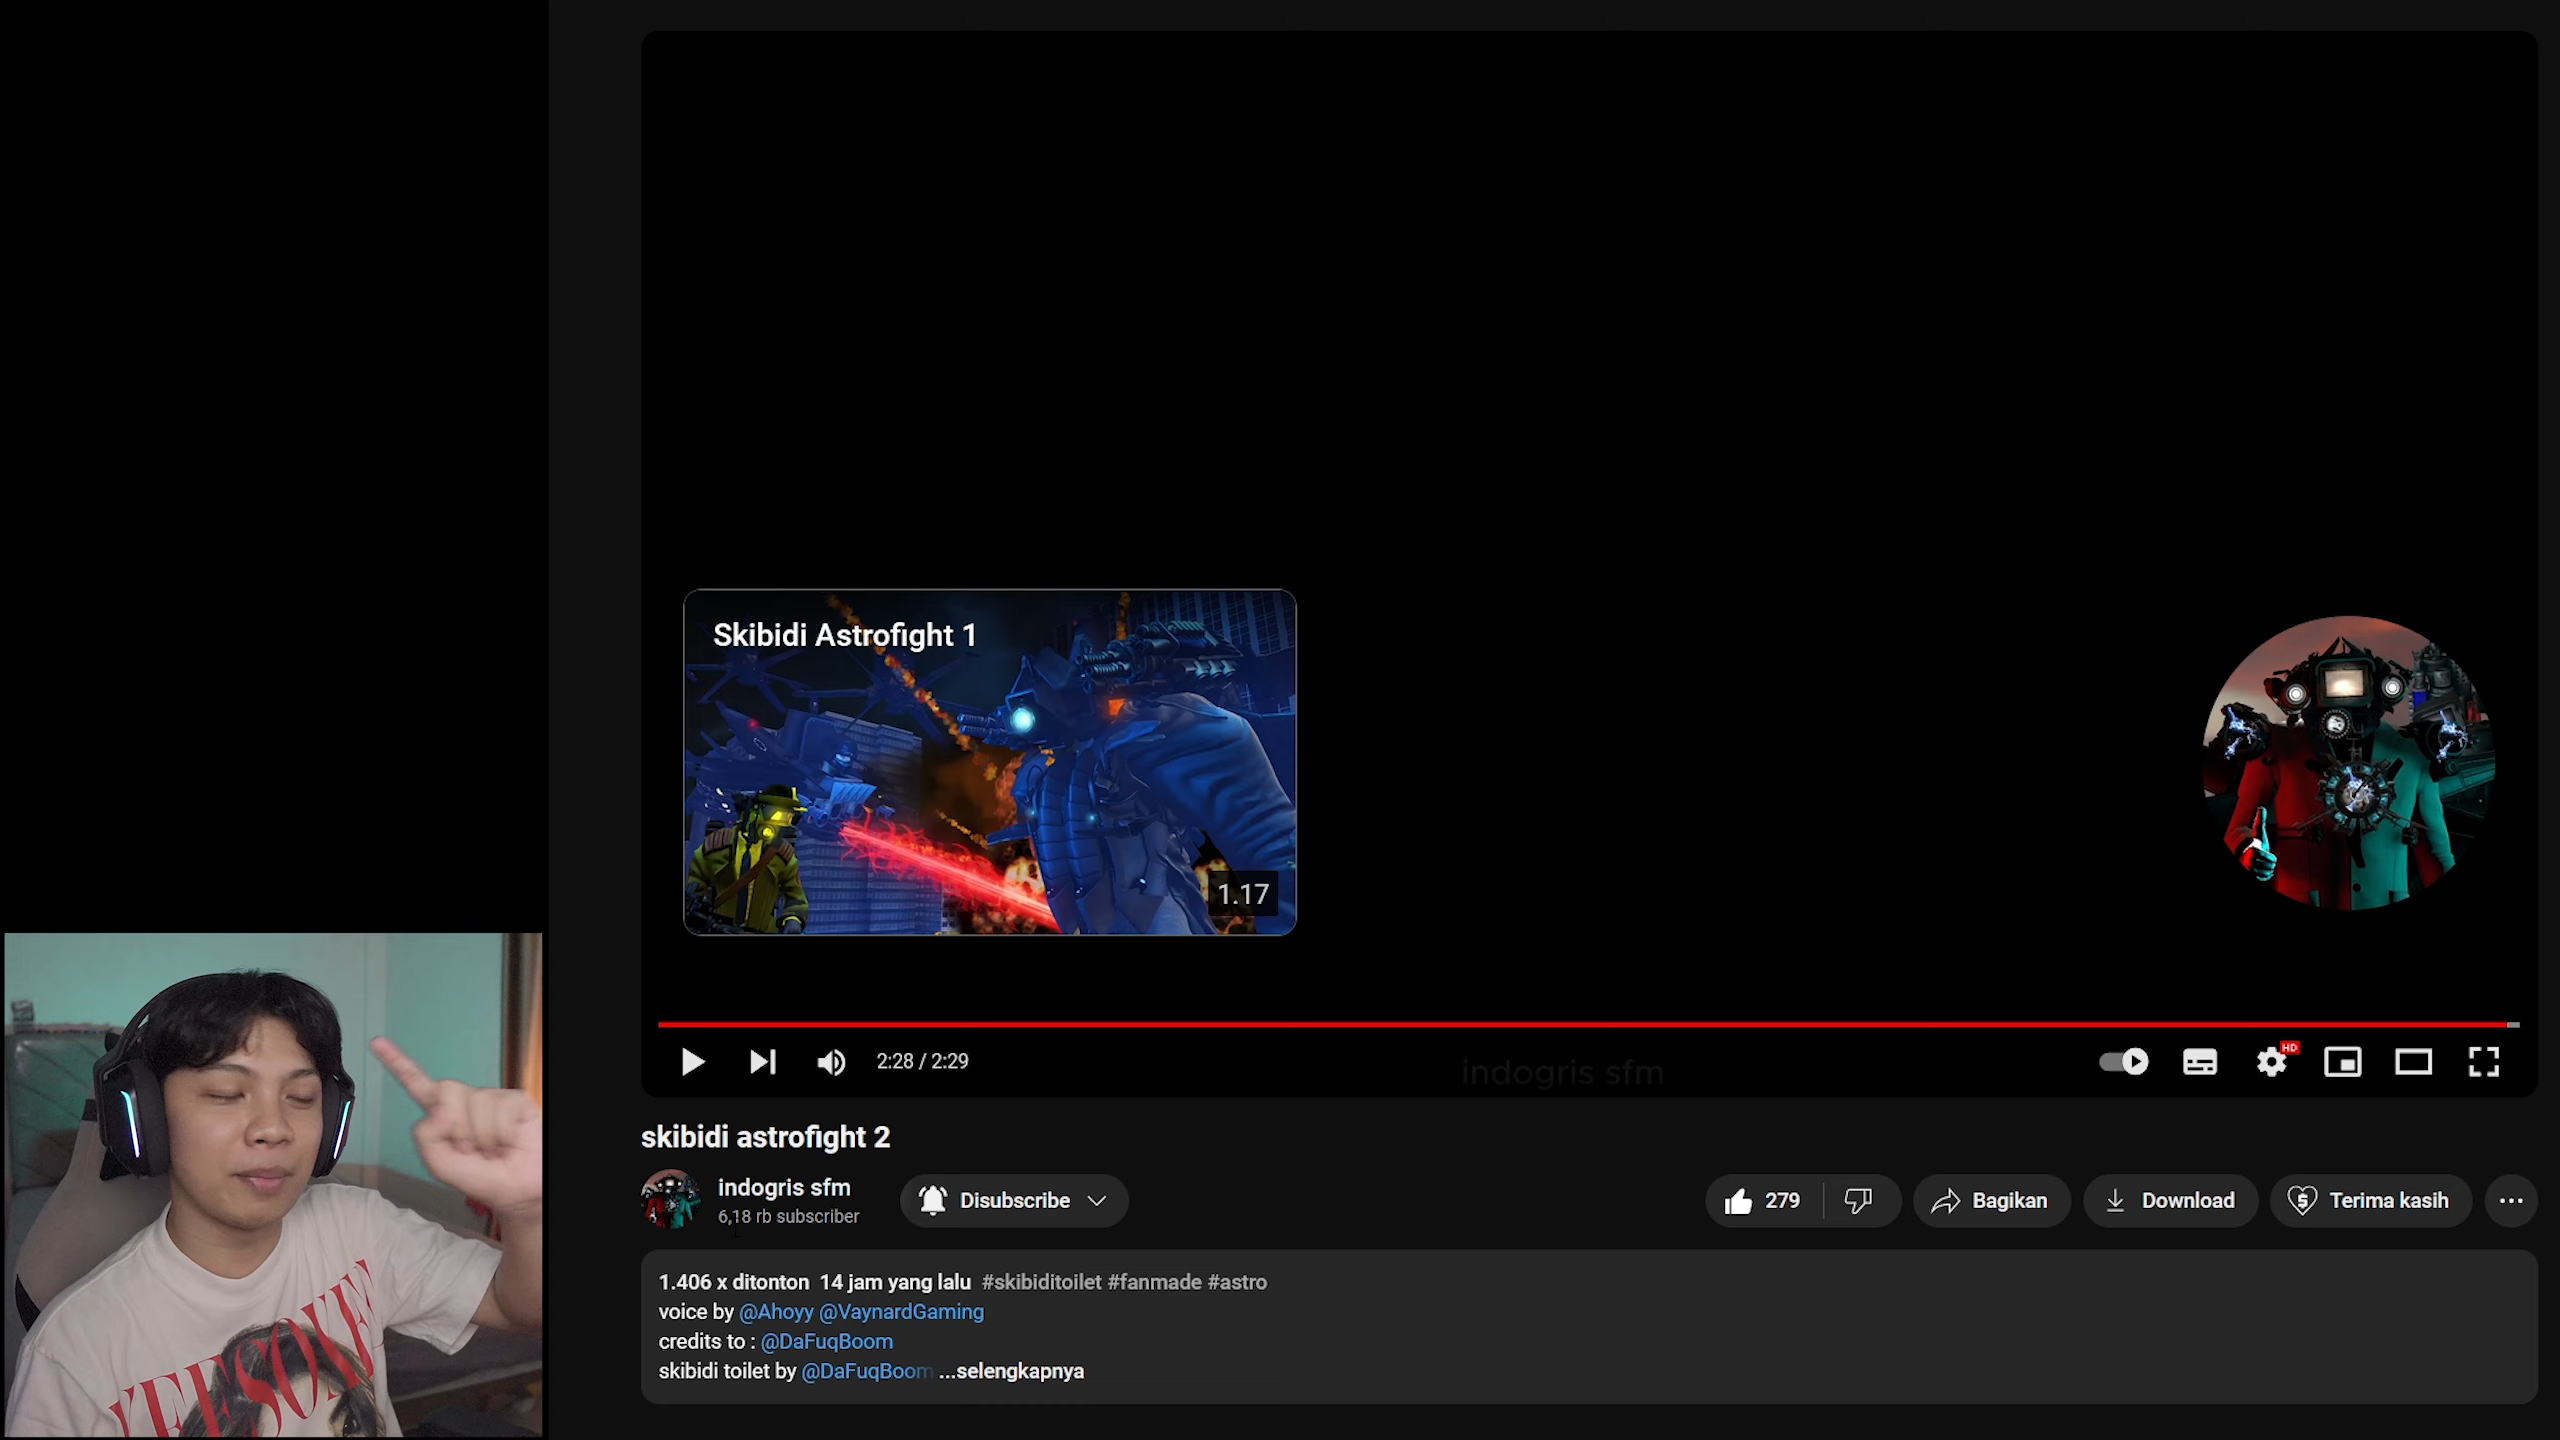 Skibidi Astrofight 1
1.17
2:28 / 2:29
indogris sfm
HD
skibidi astrofight 2
indogris sfm
6,18 rb subscriber
Disubscribe
279
Bagikan
Download
Terima kasih
1.406 x ditonton 14 jam yang lalu #skibiditoilet #fanmade #astro
voice by @Ahoyy @VaynardGaming
credits to : @DaFuqBoom
skibidi toilet by @DaFuqBoom ...selengkapnya